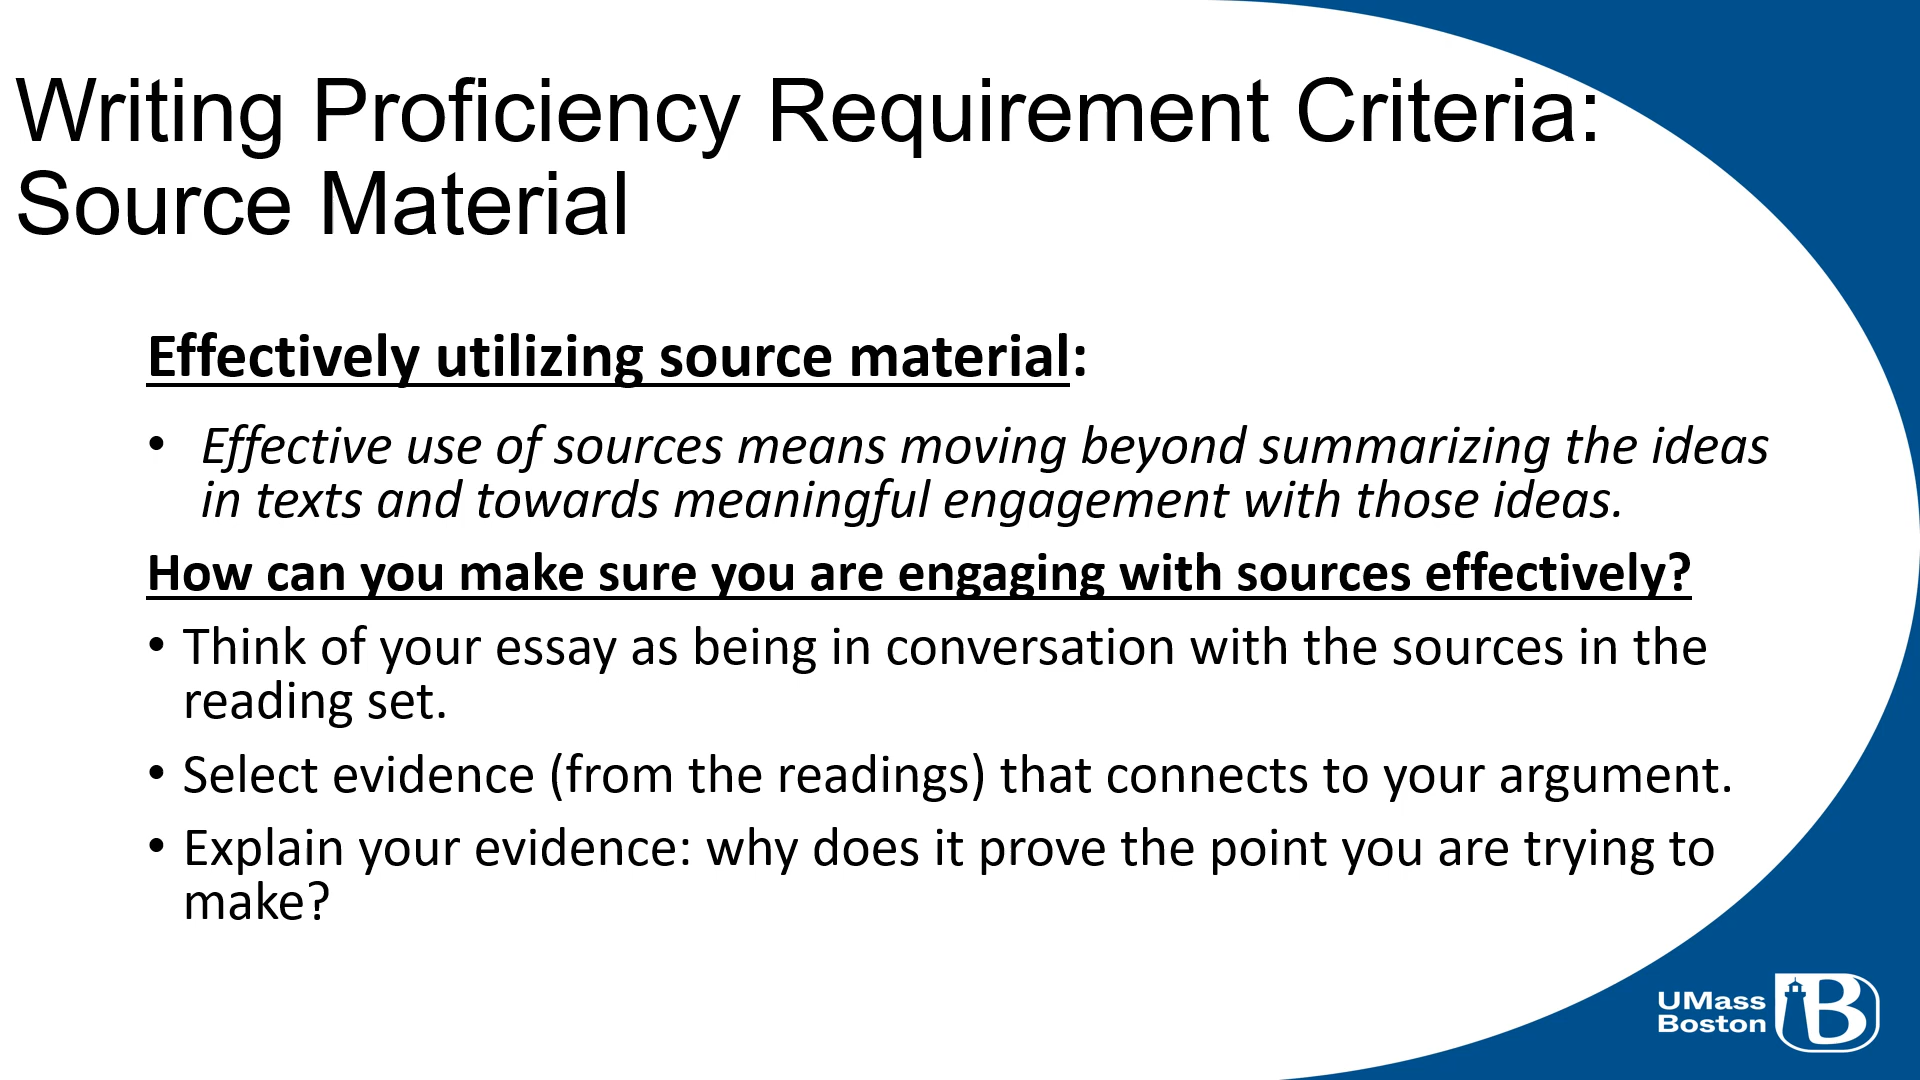 Writing Proficiency Requirement Criteria:
Source Material
Effectively utilizing source material:
• Effective use of sources means moving beyond summarizing the ideas
in texts and towards meaningful engagement with those ideas.
How can you make sure you are engaging with sources effectively?
• Think of your essay as being in conversation with the sources in the
reading set.
• Select evidence (from the readings) that connects to your argument.
• Explain your evidence: why does it prove the point you are trying to
make?
UMass
Boston
B